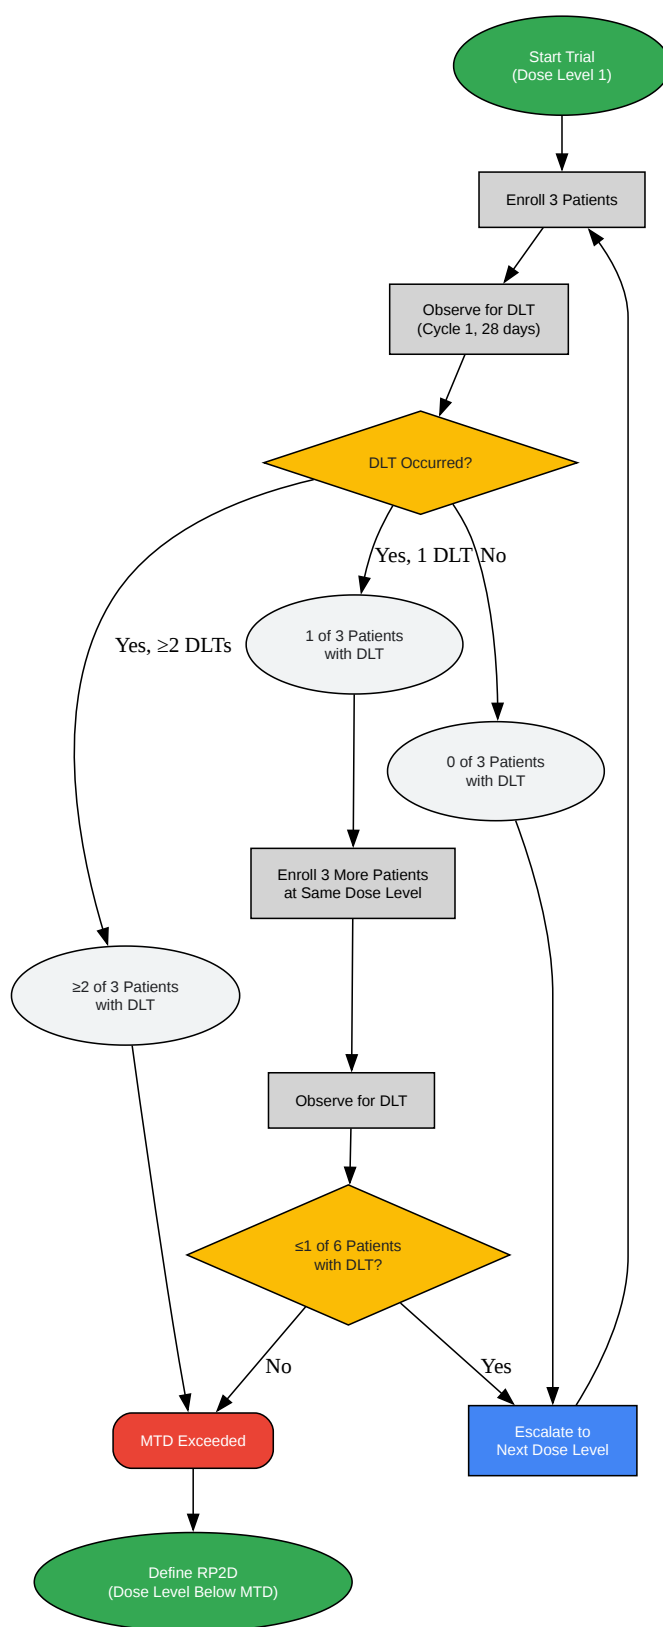 Start Trial
(Dose Level 1)
Enroll 3 Patients
Observe for DLT
(Cycle 1, 28 days)
DLT Occurred?
Yes, 1 DLT
No
Yes, ≥2 DLTs
1 of 3 Patients
with DLT
0 of 3 Patients
with DLT
Enroll 3 More Patients
at Same Dose Level
≥2 of 3 Patients
with DLT
Observe for DLT
≤1 of 6 Patients
with DLT?
No
Yes
MTD Exceeded
Escalate to
Next Dose Level
Define RP2D
(Dose Level Below MTD)